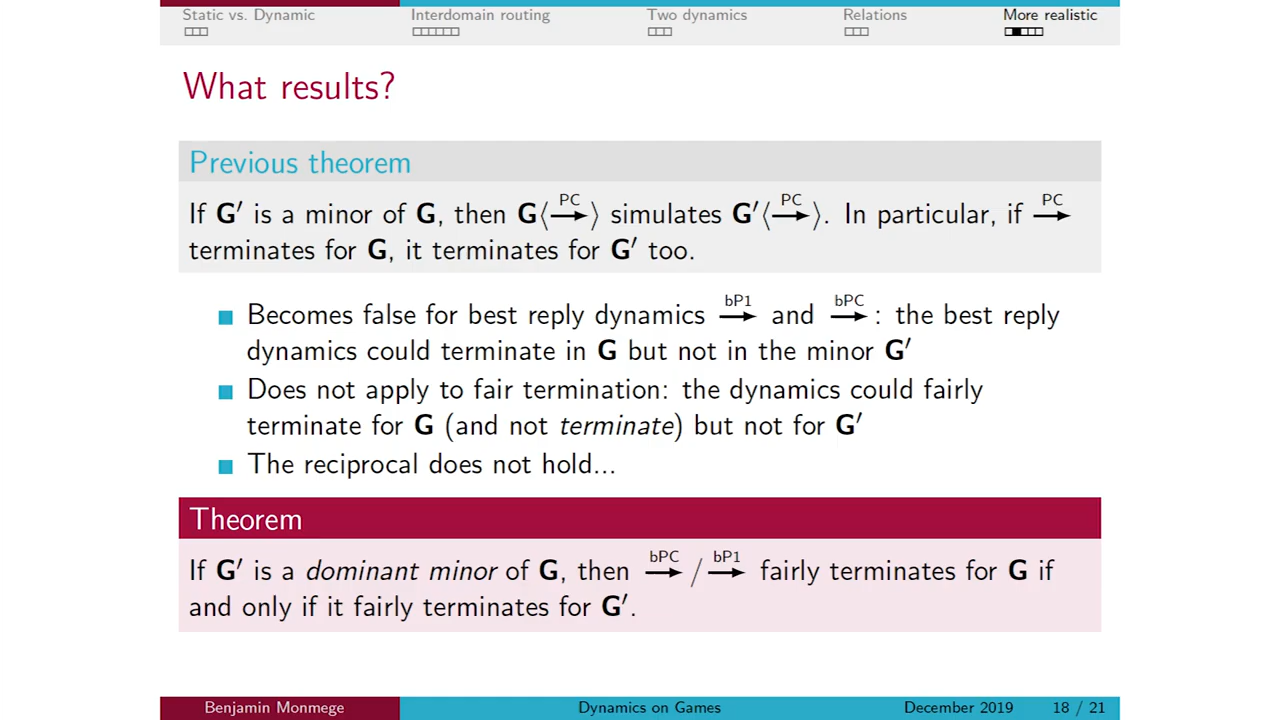 Static vs. Dynamic Interdomain routing Two dynamics Relations More realistic
What results?
Previous theorem
If G′ is a minor of G, then G⟨PC→⟩ simulates G′⟨PC→⟩. In particular, if PC→
terminates for G, it terminates for G′ too.
Becomes false for best reply dynamics bP1→ and bPC→: the best reply
dynamics could terminate in G but not in the minor G′
Does not apply to fair termination: the dynamics could fairly
terminate for G (and not terminate) but not for G′
The reciprocal does not hold...
Theorem
If G′ is a dominant minor of G, then bPC→/bP1→ fairly terminates for G if
and only if it fairly terminates for G′.
Benjamin Monmege Dynamics on Games December 2019 18 / 21